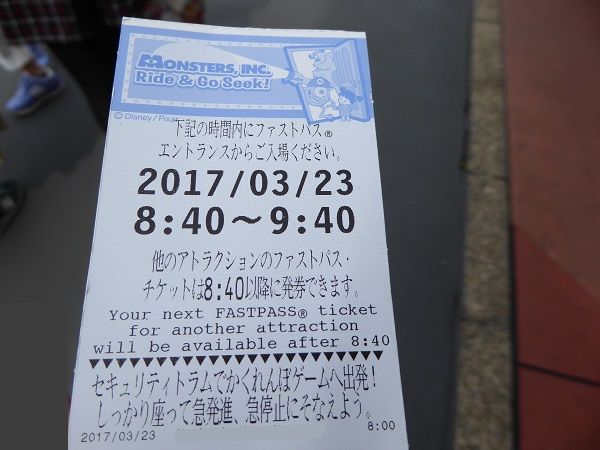 MONSTERS, INC.
Ride & Go Seek!
© Disney/Pixar
下記の時間内にファストパス®
エントランスからご入場ください。
2017/03/23
8:40～9:40
他のアトラクションのファストパス・
チケットは8:40以降に発券できます。
Your next FASTPASS® ticket
for another attraction
will be available after 8:40
▼▼▼▼▼▼▼▼▼▼▼▼▼▼▼▼▼▼▼▼▼▼▼▼▼▼▼▼
セキュリティトラムでかくれんぼゲームへ出発！
しっかり座って急発進、急停止にそなえよう。
2017/03/23 8:00